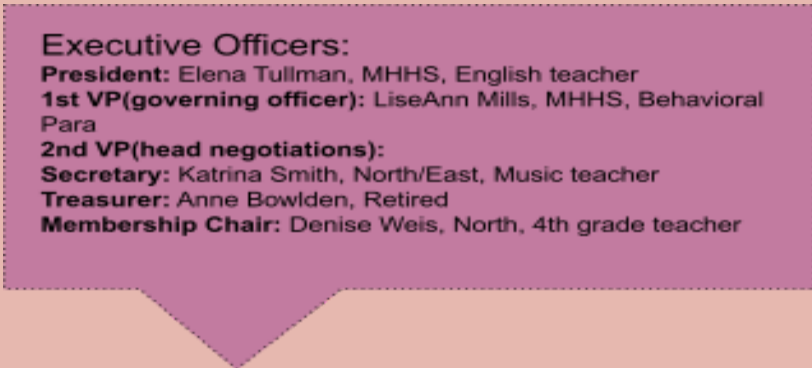 Executive Officers:
President: Elena Tullman, MHHS, English teacher
1st VP(governing officer): LiseAnn Mills, MHHS, Behavioral
Para
2nd VP(head negotiations):
Secretary: Katrina Smith, North/East, Music teacher
Treasurer: Anne Bowlden, Retired
Membership Chair: Denise Weis, North, 4th grade teacher